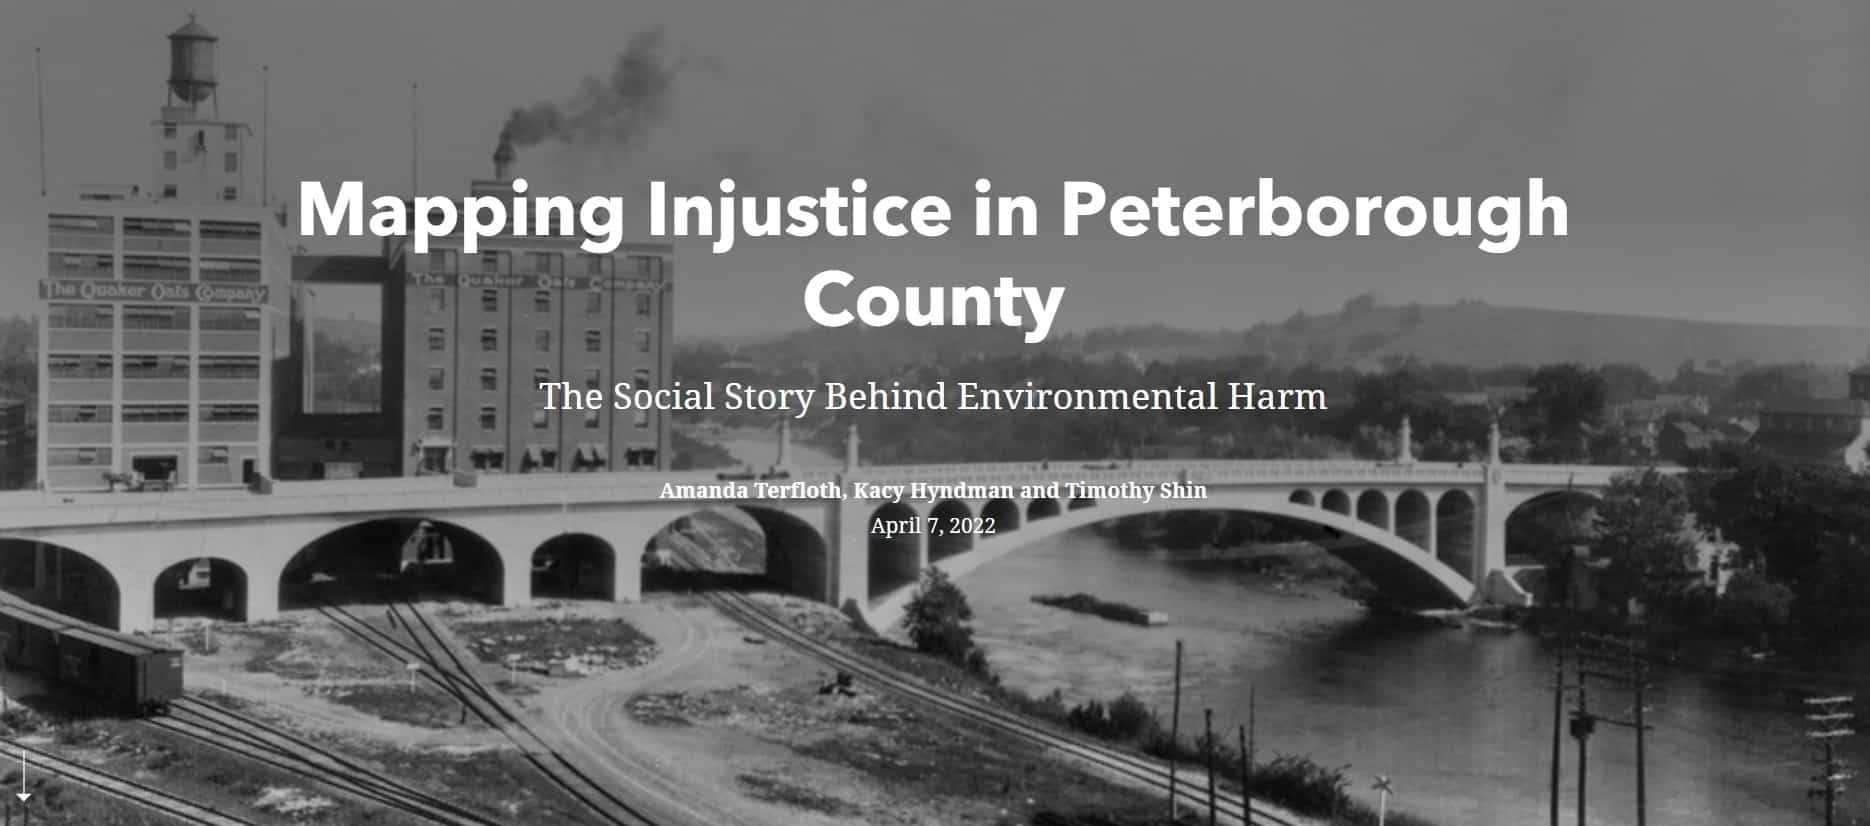 Mapping Injustice in Peterborough
County
The Social Story Behind Environmental Harm
Amanda Terfloth, Kacy Hyndman and Timothy Shin
April 7, 2022
The Quaker Oats Company
The Quaker Oats Company